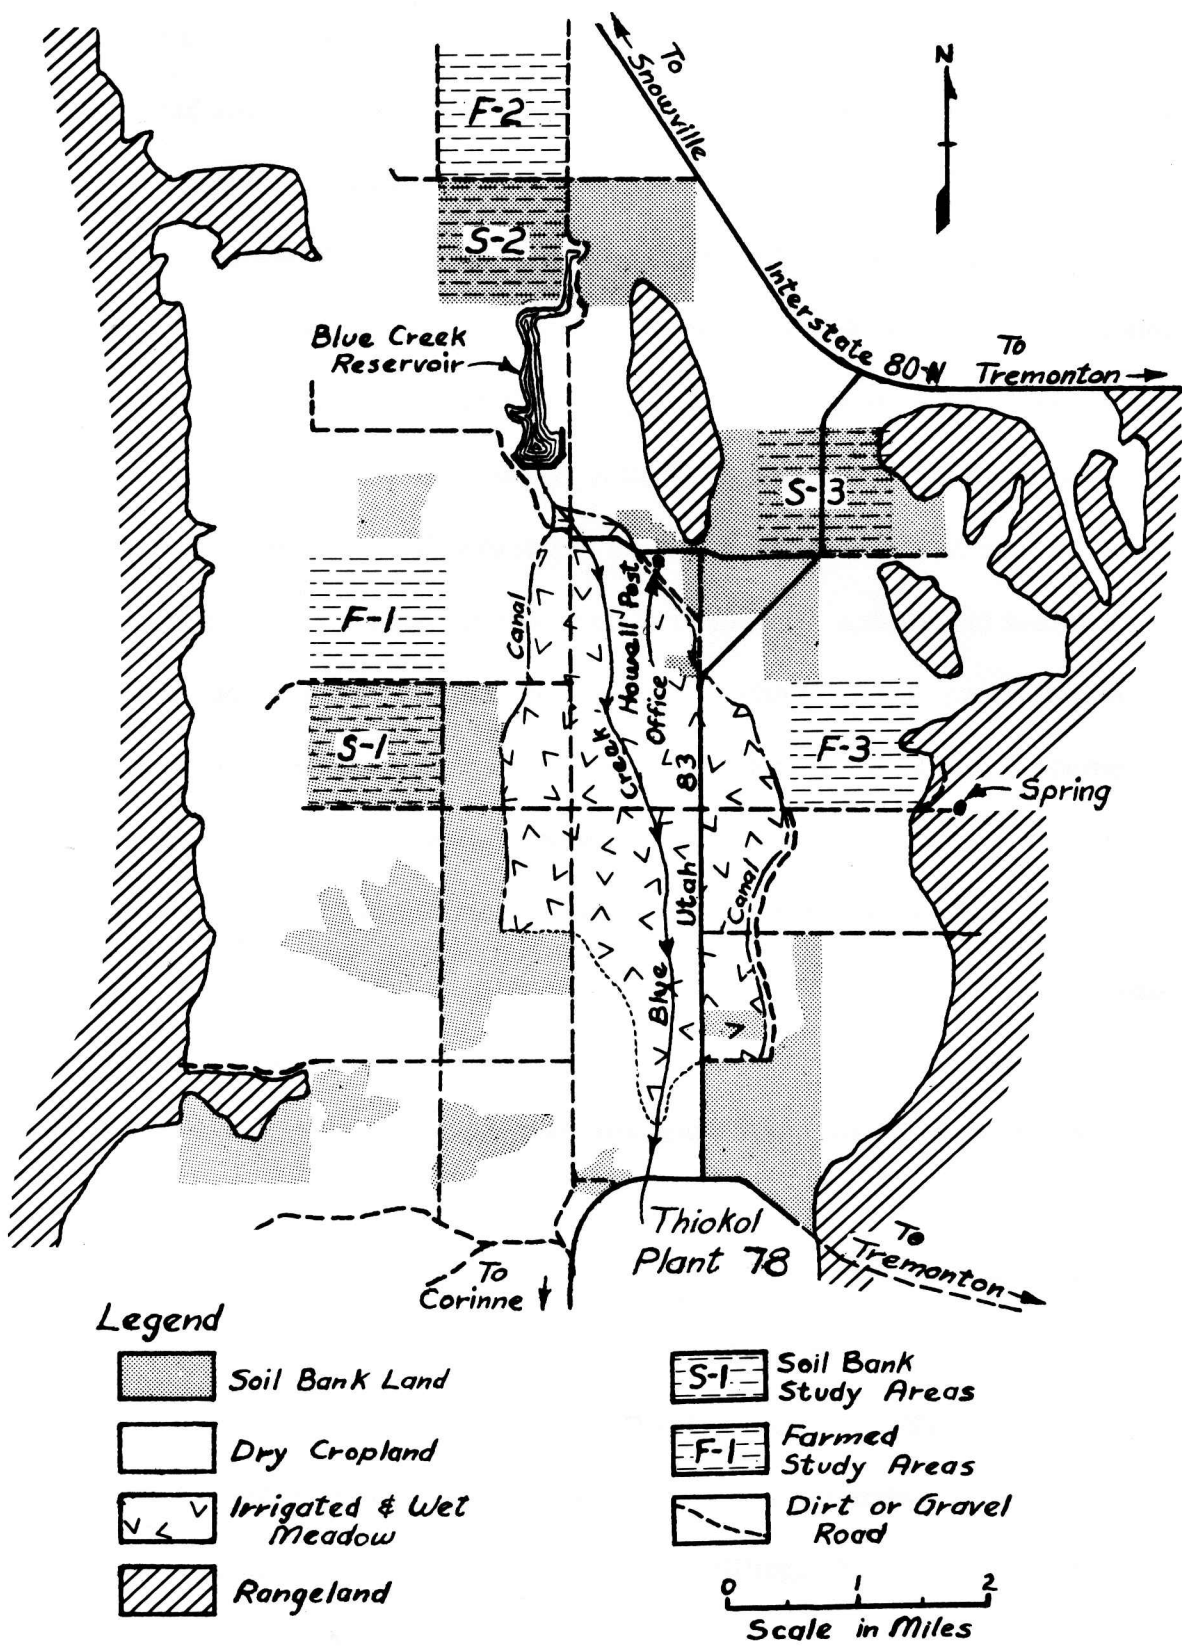 To
Snowville
N
F-2
S-2
Interstate 80-N
To
Tremonton
Blue Creek
Reservoir
S-3
F-1
Canal
Howell Post
Office
S-1
F-3
Spring
Creek
83
Utah
Canal
Blue
Thiokol
Plant 78
To
Tremonton
To
Corinne
Legend
Soil Bank Land
Dry Cropland
Irrigated & Wet
Meadow
Rangeland
S-1
Soil Bank
Study Areas
F-1
Farmed
Study Areas
Dirt or Gravel
Road
0 1 2
Scale in Miles